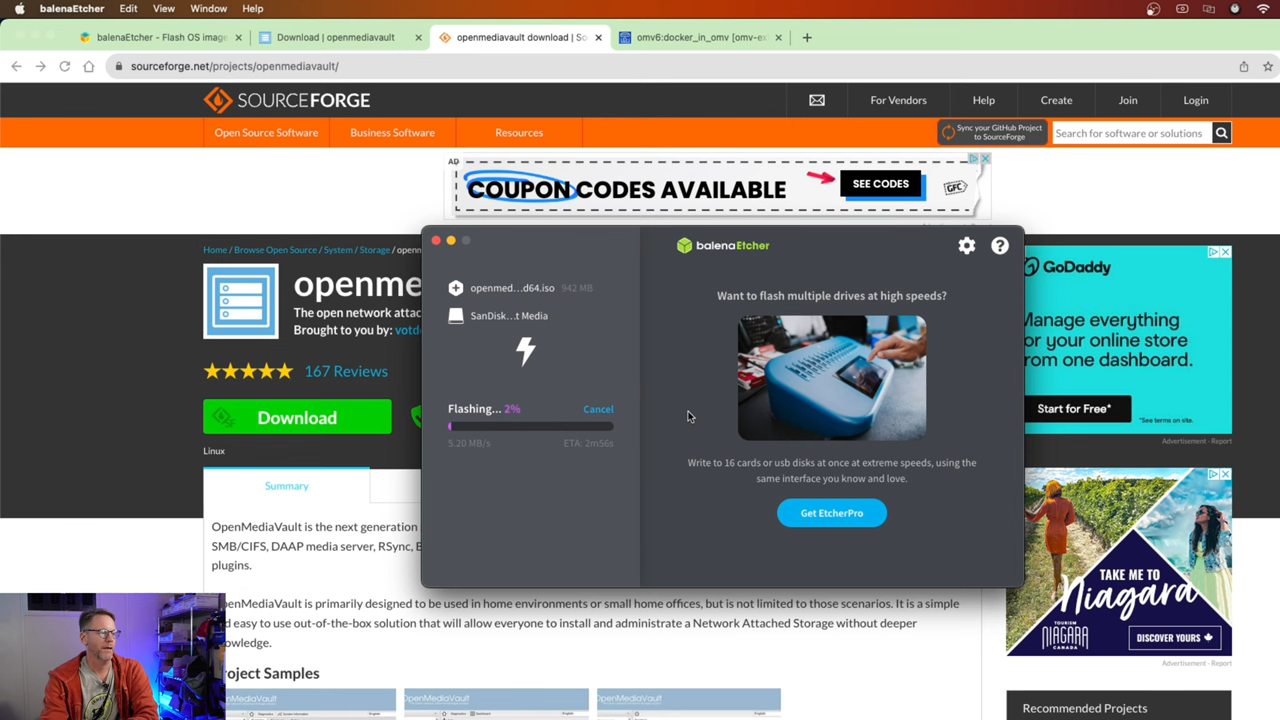 balenaEtcher Edit View Window Help
balenaEtcher - Flash OS image
Download | openmediavault
openmediavault download | So
omv6:docker_in_omv [omv-ex
sourceforge.net/projects/openmediavault/
SOURCEFORGE
For Vendors Help Create Join Login
Open Source Software Business Software Resources
Sync your GitHub Project
to SourceForge
Search for software or solutions
AD
COUPON CODES AVAILABLE
SEE CODES
GFC
Home / Browse Open Source / System / Storage / openn
openme
The open network attac
Brought to you by: votd
167 Reviews
Download
Linux
Summary
OpenMediaVault is the next generation
SMB/CIFS, DAAP media server, RSync, B
plugins.
penMediaVault is primarily designed to be used in home environments or small home offices, but is not limited to those scenarios. It is a simple
d easy to use out-of-the-box solution that will allow everyone to install and administrate a Network Attached Storage without deeper
owledge.
roject Samples
balenaEtcher
openmed...d64.iso 942 MB
SanDisk...t Media
Flashing... 2%
Cancel
5.20 MB/s
ETA: 2m56s
Want to flash multiple drives at high speeds?
Write to 16 cards or usb disks at once at extreme speeds, using the
same interface you know and love.
Get EtcherPro
GoDaddy
Manage everything
or your online store
rom one dashboard.
Start for Free*
*See terms on site.
Advertisement - Report
TAKE ME TO
Niagara
TOURISM
NIAGARA
CANADA
DISCOVER YOURS
Advertisement - Report
Recommended Projects